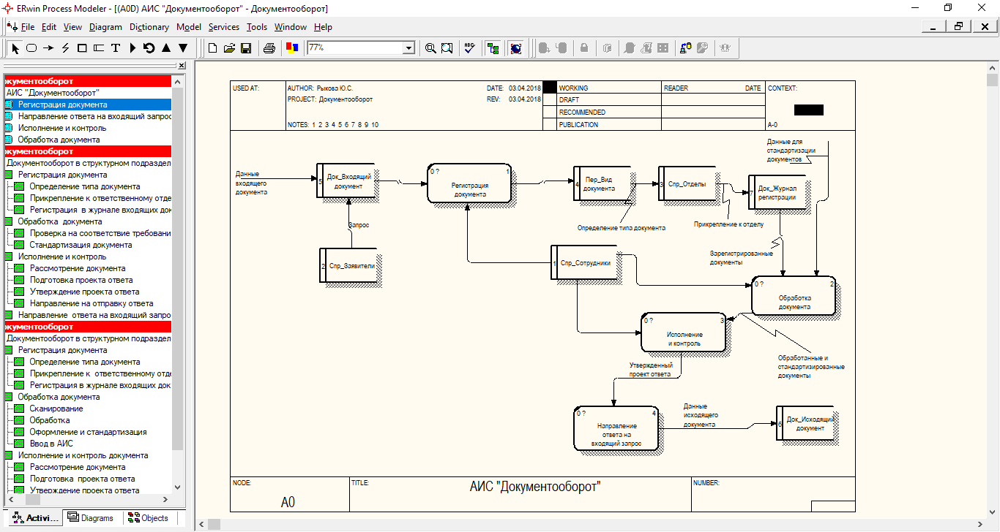 ERwin Process Modeler - [(A0D) АИС "Документооборот" - Документооборот]
File Edit View Diagram Dictionary Model Services Tools Window Help
77%
окументооборот
АИС "Документооборот"
Регистрация документа
Направление ответа на входящий запрос
Исполнение и контроль
Обработка документа
окументооборот
Документооборот в структурном подраздел
Регистрация документа
Определение типа документа
Прикрепление к ответственному отде
Регистрация в журнале входящих док
Обработка документа
Проверка на соответствие требовани
Стандартизация документа
Исполнение и контроль
Рассмотрение документа
Подготовка проекта ответа
Утверждение проекта ответа
Направление на отправку ответа
Направление ответа на входящий запро
окументооборот
Документооборот в структурном подраздел
Регистрация документа
Определение типа документа
Прикрепление к ответственному отде
Регистрация в журнале входящих док
Обработка документа
Сканирование
Обработка
Оформление и стандартизация
Ввод в АИС
Исполнение и контроль документа
Рассмотрение документа
Подготовка проекта ответа
Утверждение проекта ответа
Activi... Diagrams Objects
USED AT:
AUTHOR: Рыкова Ю.С.
PROJECT: Документооборот
NOTES: 1 2 3 4 5 6 7 8 9 10
DATE: 03.04.2018
REV: 03.04.2018
WORKING
DRAFT
RECOMMENDED
PUBLICATION
READER DATE
CONTEXT:
A-0
Данные для
стандартизации
документов
Данные
входящего
документа
5
Док_Входящий
документ
0 ? 1
Регистрация
документа
4
Пер_Вид
документа
3 Спр_Отделы
7
Док_Журнал
регистрации
Определение типа документа
Прикрепление к отделу
Запрос
2 Спр_Заявители
1 Спр_Сотрудники
Зарегистрированные
документы
0 ? 2
Обработка
документа
0 ? 3
Исполнение
и контроль
Обработанные и
стандартизированные
документы
Утвержденный
проект ответа
0 ? 4
Направление
ответа на
входящий запрос
Данные
исходящего
документа
6
Док_Исходящий
документ
NODE:
A0
TITLE:
АИС "Документооборот"
NUMBER: